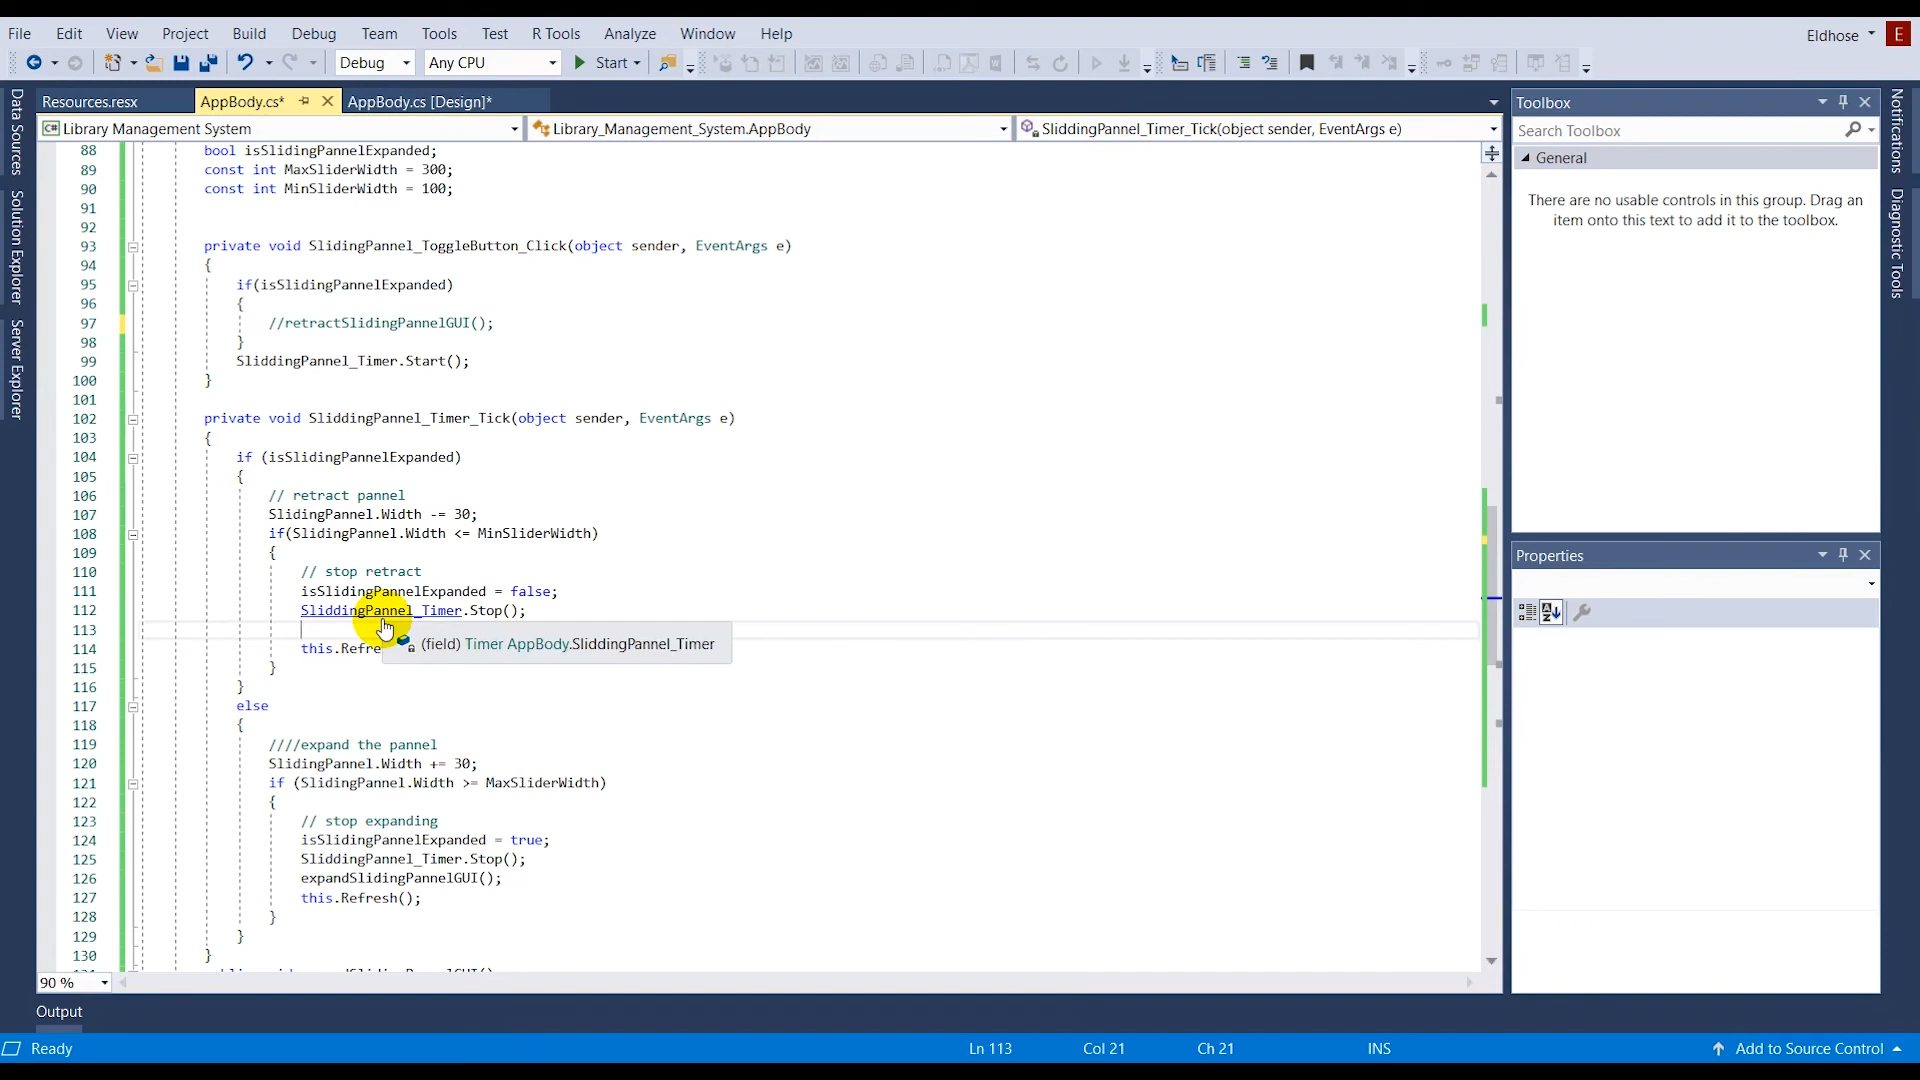 File Edit View Project Build Debug Team Tools Test R Tools Analyze Window Help
Eldhose E
Debug Any CPU Start
Resources.resx AppBody.cs* AppBody.cs [Design]*
Library Management System Library_Management_System.AppBody SliddingPannel_Timer_Tick(object sender, EventArgs e)
Data Sources
Solution Explorer
Server Explorer
88 bool isSlidingPannelExpanded;
89 const int MaxSliderWidth = 300;
90 const int MinSliderWidth = 100;
91
92
93 private void SlidingPannel_ToggleButton_Click(object sender, EventArgs e)
94 {
95 if(isSlidingPannelExpanded)
96 {
97 //retractSlidingPannelGUI();
98 }
99 SliddingPannel_Timer.Start();
100 }
101
102 private void SliddingPannel_Timer_Tick(object sender, EventArgs e)
103 {
104 if (isSlidingPannelExpanded)
105 {
106 // retract pannel
107 SlidingPannel.Width -= 30;
108 if(SlidingPannel.Width <= MinSliderWidth)
109 {
110 // stop retract
111 isSlidingPannelExpanded = false;
112 SliddingPannel_Timer.Stop();
113
(field) Timer AppBody.SliddingPannel_Timer
114 this.Refre
115 }
116 }
117 else
118 {
119 ////expand the pannel
120 SlidingPannel.Width += 30;
121 if (SlidingPannel.Width >= MaxSliderWidth)
122 {
123 // stop expanding
124 isSlidingPannelExpanded = true;
125 SliddingPannel_Timer.Stop();
126 expandSlidingPannelGUI();
127 this.Refresh();
128 }
129 }
130 }
90 %
Toolbox
Search Toolbox
General
There are no usable controls in this group. Drag an
item onto this text to add it to the toolbox.
Properties
Notifications
Diagnostic Tools
Output
Ready Ln 113 Col 21 Ch 21 INS Add to Source Control